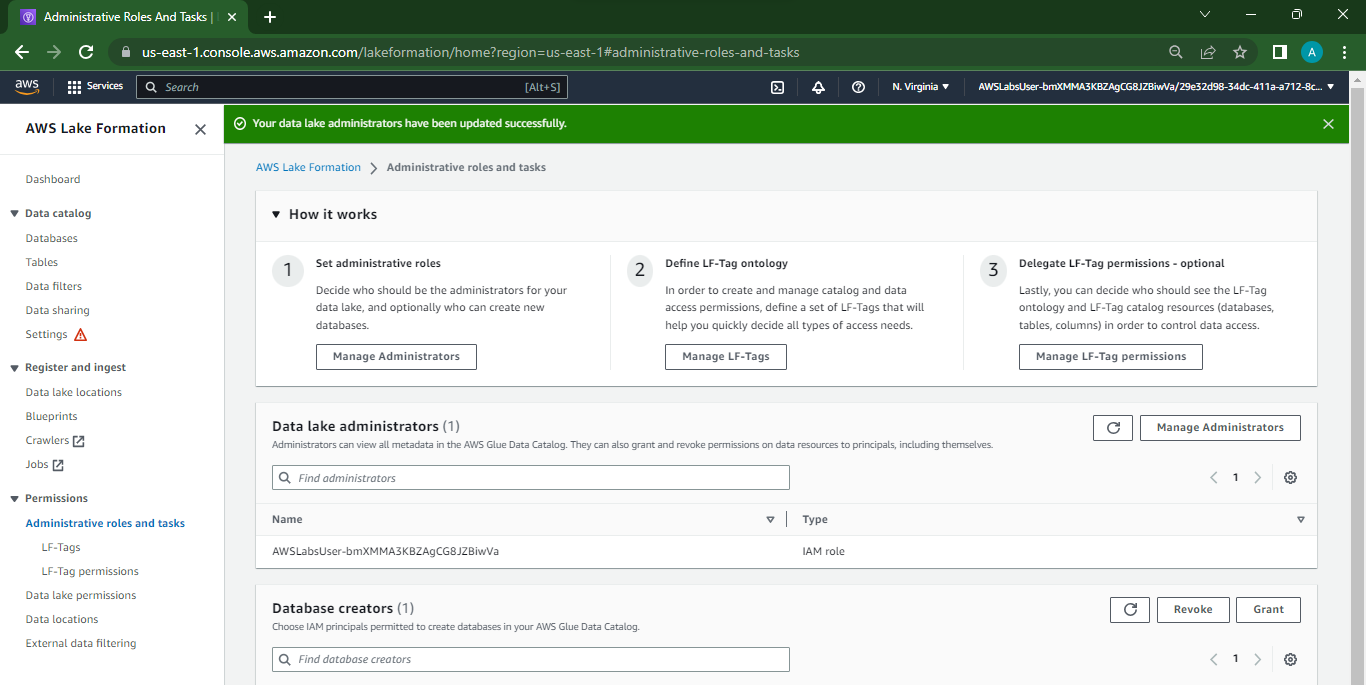 Administrative Roles And Tasks |
us-east-1.console.aws.amazon.com/lakeformation/home?region=us-east-1#administrative-roles-and-tasks
A
aws
Services
Search
[Alt+S]
N. Virginia
AWSLabsUser-bmXMMA3KBZAgCG8JZBiwVa/29e32d98-34dc-411a-a712-8c...
AWS Lake Formation
Your data lake administrators have been updated successfully.
Dashboard
Data catalog
Databases
Tables
Data filters
Data sharing
Settings
Register and ingest
Data lake locations
Blueprints
Crawlers
Jobs
Permissions
Administrative roles and tasks
LF-Tags
LF-Tag permissions
Data lake permissions
Data locations
External data filtering
AWS Lake Formation
Administrative roles and tasks
How it works
1
Set administrative roles
Decide who should be the administrators for your
data lake, and optionally who can create new
databases.
Manage Administrators
2
Define LF-Tag ontology
In order to create and manage catalog and data
access permissions, define a set of LF-Tags that will
help you quickly decide all types of access needs.
Manage LF-Tags
3
Delegate LF-Tag permissions - optional
Lastly, you can decide who should see the LF-Tag
ontology and LF-Tag catalog resources (databases,
tables, columns) in order to control data access.
Manage LF-Tag permissions
Data lake administrators (1)
Administrators can view all metadata in the AWS Glue Data Catalog. They can also grant and revoke permissions on data resources to principals, including themselves.
Manage Administrators
Find administrators
1
Name
Type
AWSLabsUser-bmXMMA3KBZAgCG8JZBiwVa
IAM role
Database creators (1)
Choose IAM principals permitted to create databases in your AWS Glue Data Catalog.
Revoke
Grant
Find database creators
1